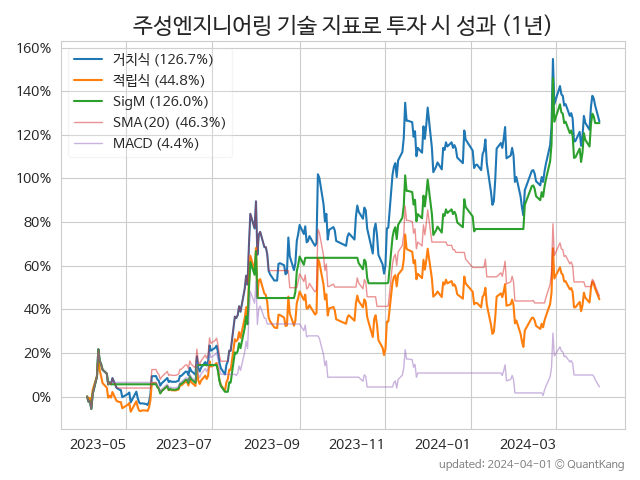 주성엔지니어링 기술 지표로 투자 시 성과 (1년)
160%
140%
120%
100%
80%
60%
40%
20%
0%
거치식 (126.7%)
적립식 (44.8%)
SigM (126.0%)
SMA(20) (46.3%)
MACD (4.4%)
2023-05
2023-07
2023-09
2023-11
2024-01
2024-03
updated: 2024-04-01 © QuantKang